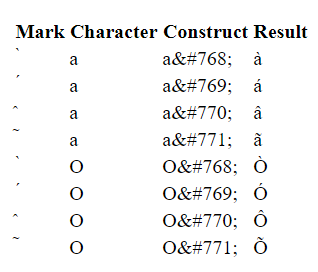 Mark Character Construct Result
̀ a a&#768; à
́ a a&#769; á
̂ a a&#770; â
̃ a a&#771; ã
̀ O O&#768; Ò
́ O O&#769; Ó
̂ O O&#770; Ô
̃ O O&#771; Õ